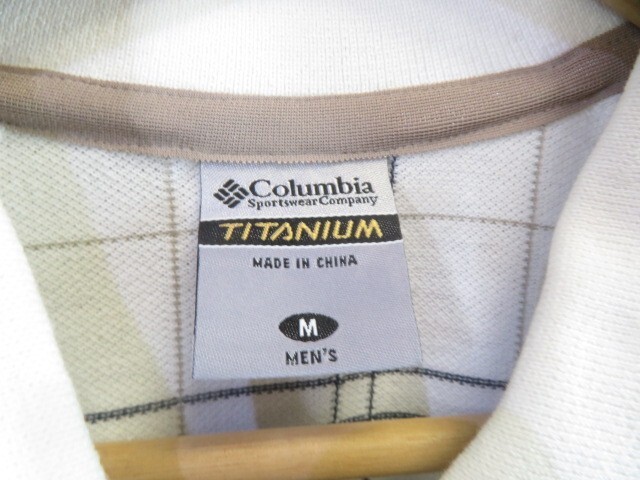 Columbia
Sportswear Company
TITANIUM
MADE IN CHINA
M
MEN'S